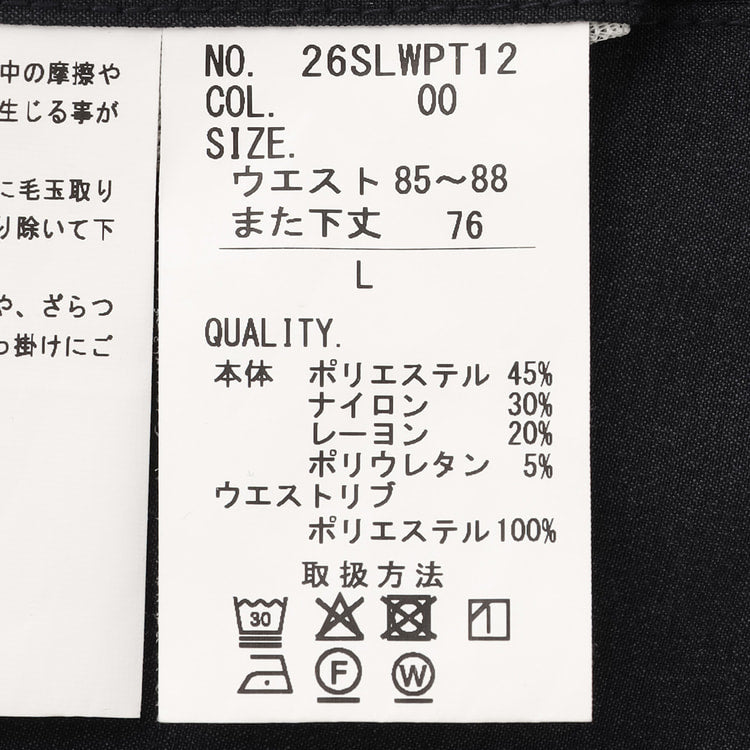 中の摩擦や
生じる事が
に毛玉取り
り除いて下
や、ざらつ
っ掛けにご
NO. 26SLWPT12
COL. 00
SIZE.
ウエスト 85〜88
また下丈 76
L
QUALITY.
本体 ポリエステル 45%
ナイロン 30%
レーヨン 20%
ポリウレタン 5%
ウエストリブ
ポリエステル 100%
取扱方法
30
F W